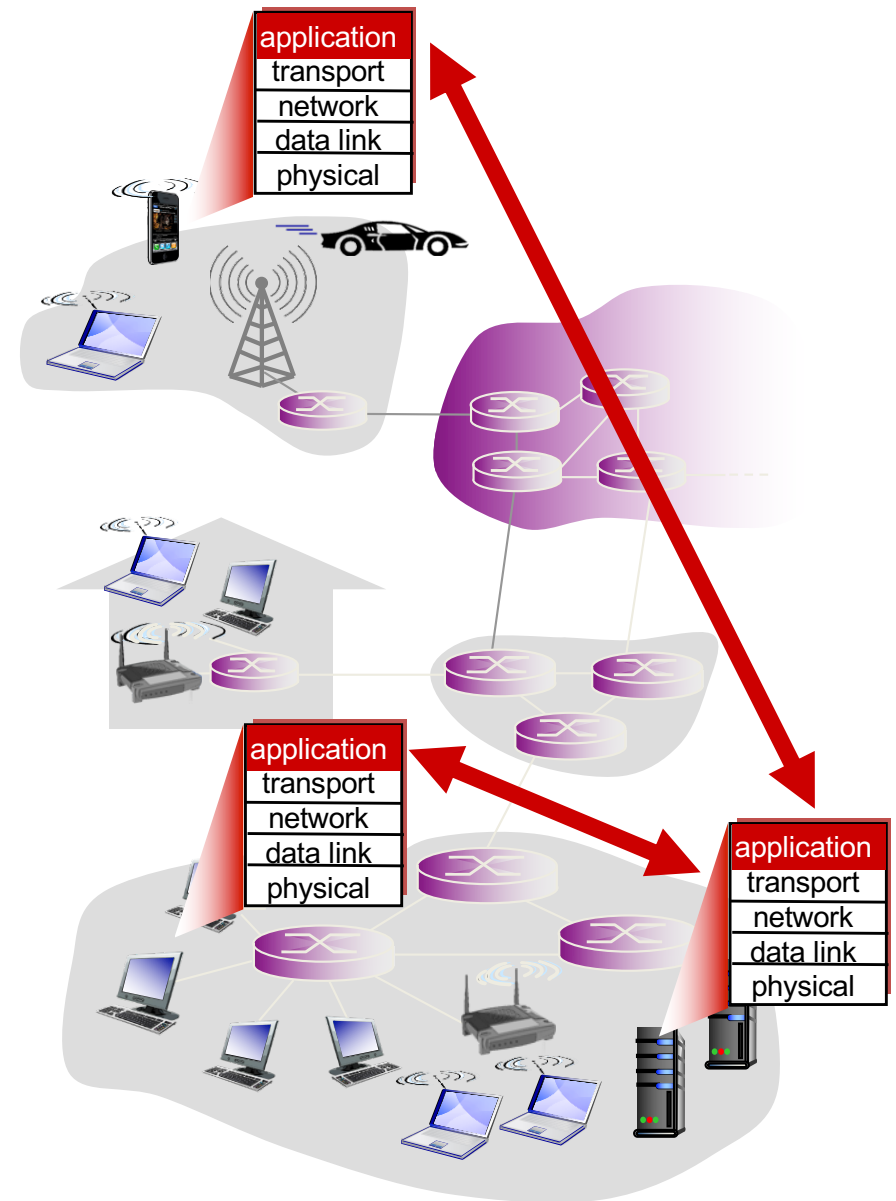 application
transport
network
data link
physical
application
transport
network
data link
physical
application
transport
network
data link
physical